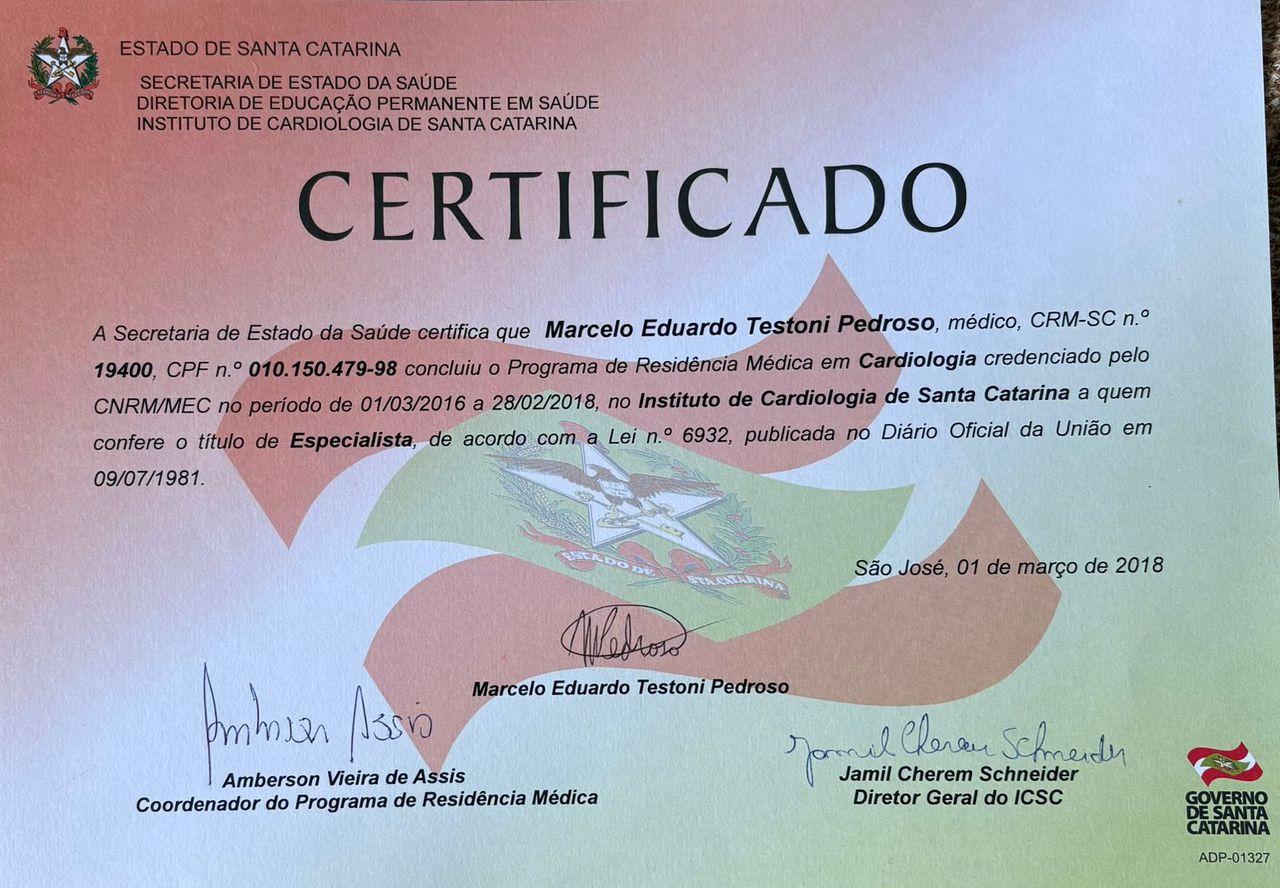 ESTADO DE SANTA CATARINA
SECRETARIA DE ESTADO DA SAÚDE
DIRETORIA DE EDUCAÇÃO PERMANENTE EM SAÚDE
INSTITUTO DE CARDIOLOGIA DE SANTA CATARINA
CERTIFICADO
A Secretaria de Estado da Saúde certifica que Marcelo Eduardo Testoni Pedroso, médico, CRM-SC n.º
19400, CPF n.º 010.150.479-98 concluiu o Programa de Residência Médica em Cardiologia credenciado pelo
CNRM/MEC no período de 01/03/2016 a 28/02/2018, no Instituto de Cardiologia de Santa Catarina a quem
confere o título de Especialista, de acordo com a Lei n.º 6932, publicada no Diário Oficial da União em
09/07/1981.
ESTADO DE STA. CATARINA
São José, 01 de março de 2018
MPedroso
Marcelo Eduardo Testoni Pedroso
Amberson Assis
Amberson Vieira de Assis
Coordenador do Programa de Residência Médica
Jamil Cherem Schneider
Jamil Cherem Schneider
Diretor Geral do ICSC
GOVERNO
DE SANTA
CATARINA
ADP-01327